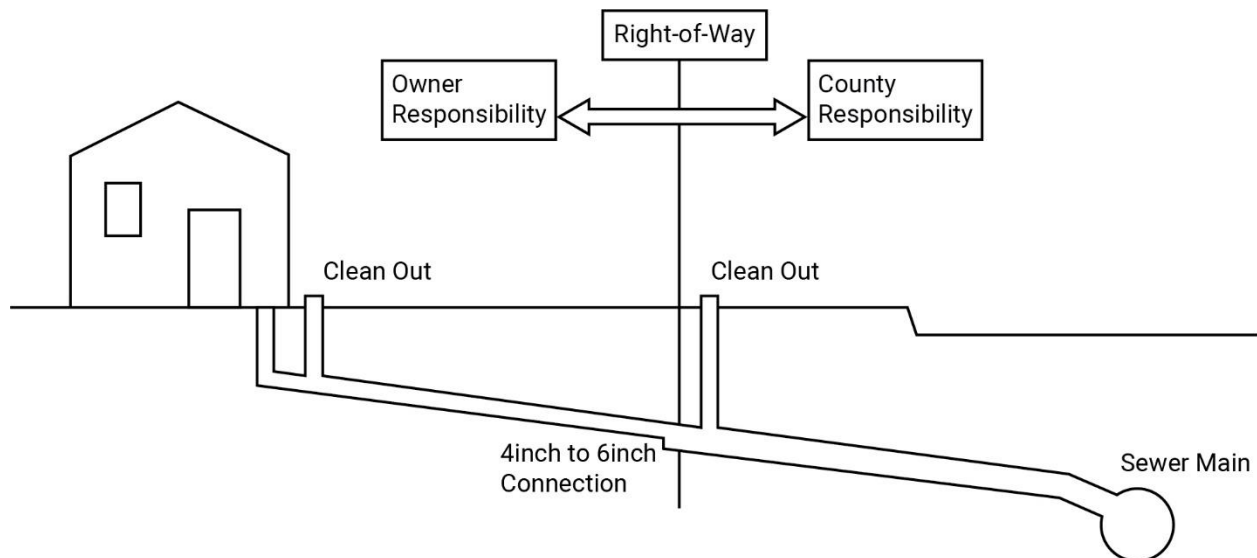 Right-of-Way
Owner
Responsibility
County
Responsibility
Clean Out
Clean Out
4inch to 6inch
Connection
Sewer Main